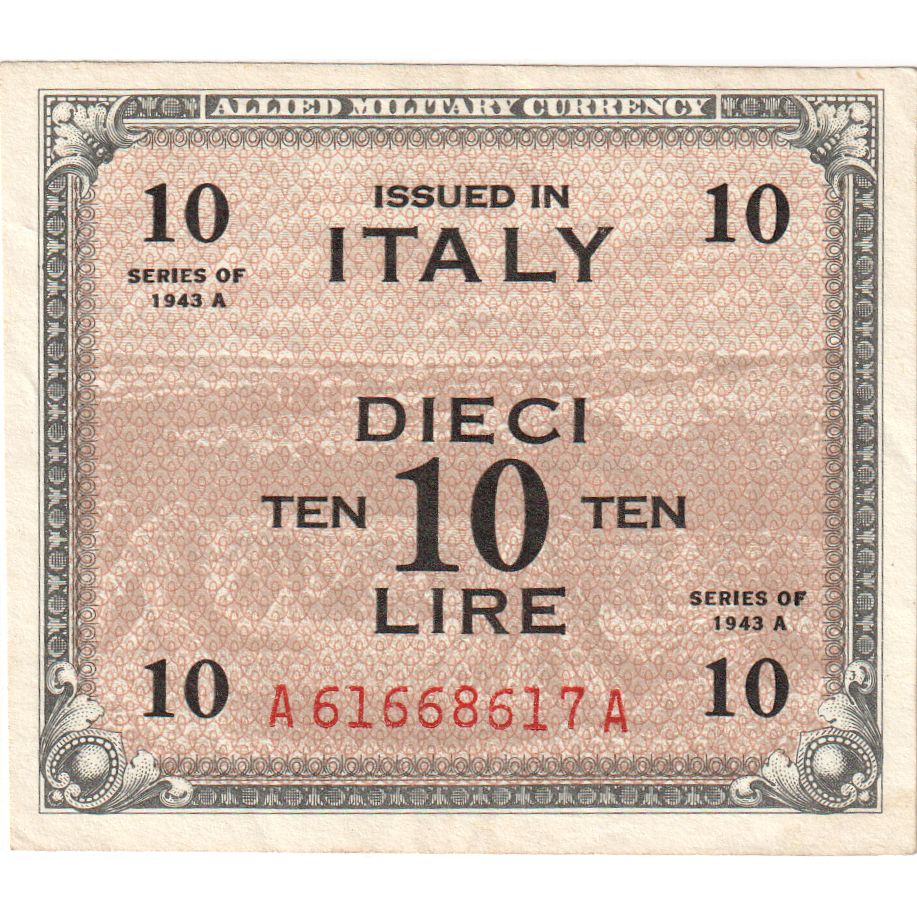 ALLIED MILITARY CURRENCY
10 ISSUED IN 10
ITALY
SERIES OF
1943 A
DIECI
TEN 10 TEN
LIRE
SERIES OF
1943 A
10 A61668617A 10